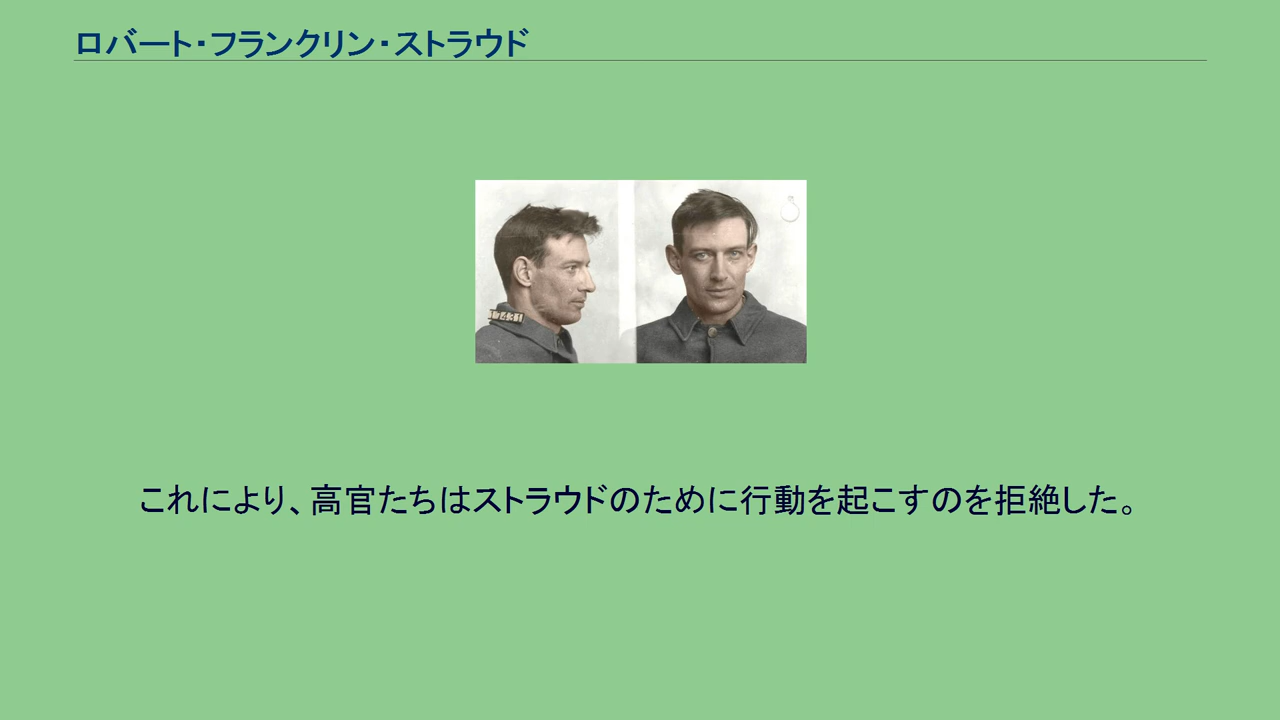 ロバート・フランクリン・ストラウド
これにより、高官たちはストラウドのために行動を起こすのを拒絶した。